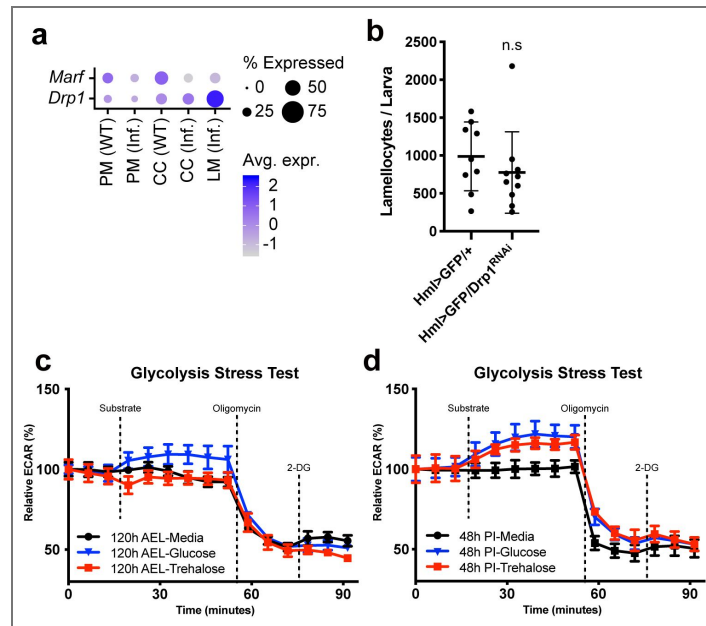 a
Marf
Drp1
PM (WT)
PM (Inf.)
CC (WT)
CC (Inf.)
LM (Inf.)
% Expressed
0 50
25 75
Avg. expr.
2
1
0
-1
b
n.s
Lamellocytes / Larva
2500
2000
1500
1000
500
0
Hml>GFP/+
Hml>GFP/Drp1RNAi
c
Glycolysis Stress Test
Relative ECAR (%)
150
100
50
Substrate
Oligomycin
2-DG
120h AEL-Media
120h AEL-Glucose
120h AEL-Trehalose
0 30 60 90
Time (minutes)
d
Glycolysis Stress Test
Relative ECAR (%)
150
100
50
Substrate
Oligomycin
2-DG
48h PI-Media
48h PI-Glucose
48h PI-Trehalose
0 30 60 90
Time (minutes)